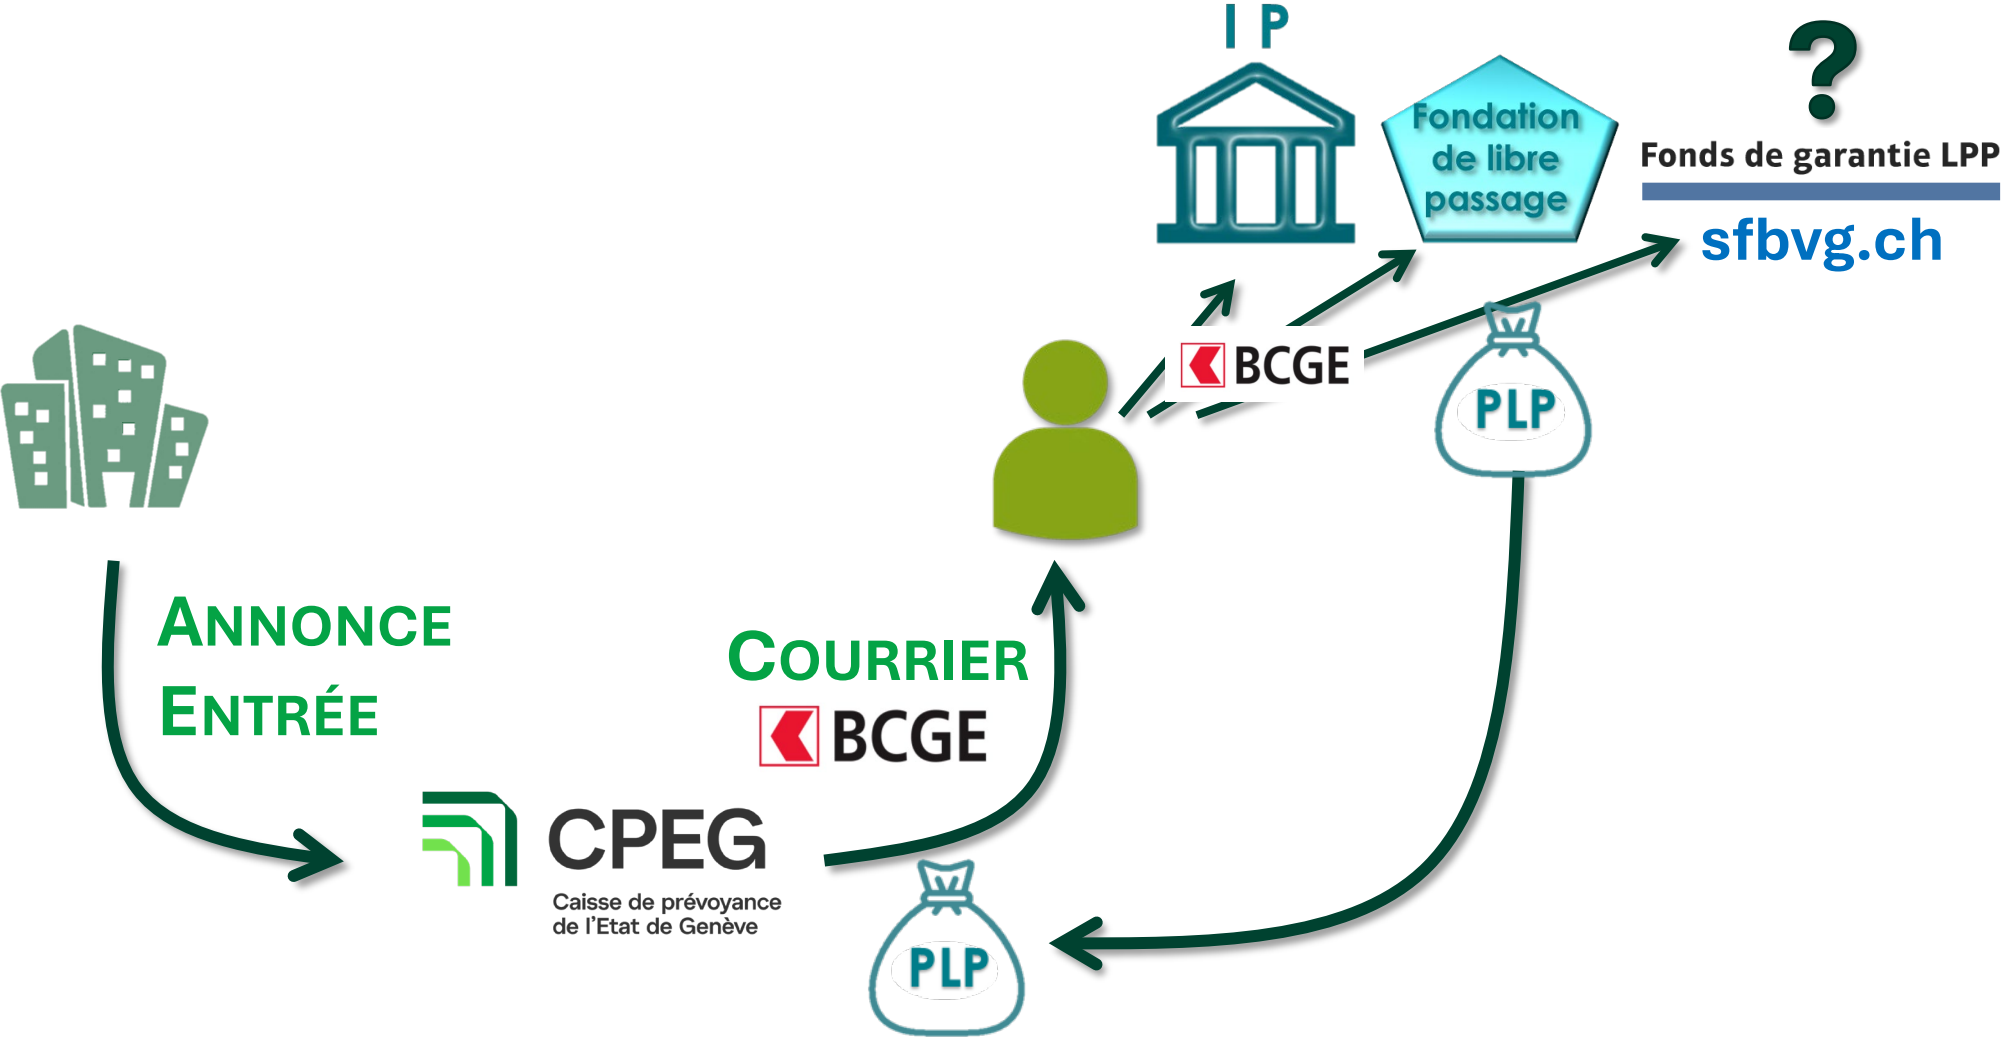 I P
?
Fondation
de libre
passage
Fonds de garantie LPP
sfbvg.ch
BCGE
PLP
ANNONCE
ENTRÉE
COURRIER
BCGE
CPEG
Caisse de prévoyance
de l'Etat de Genève
PLP